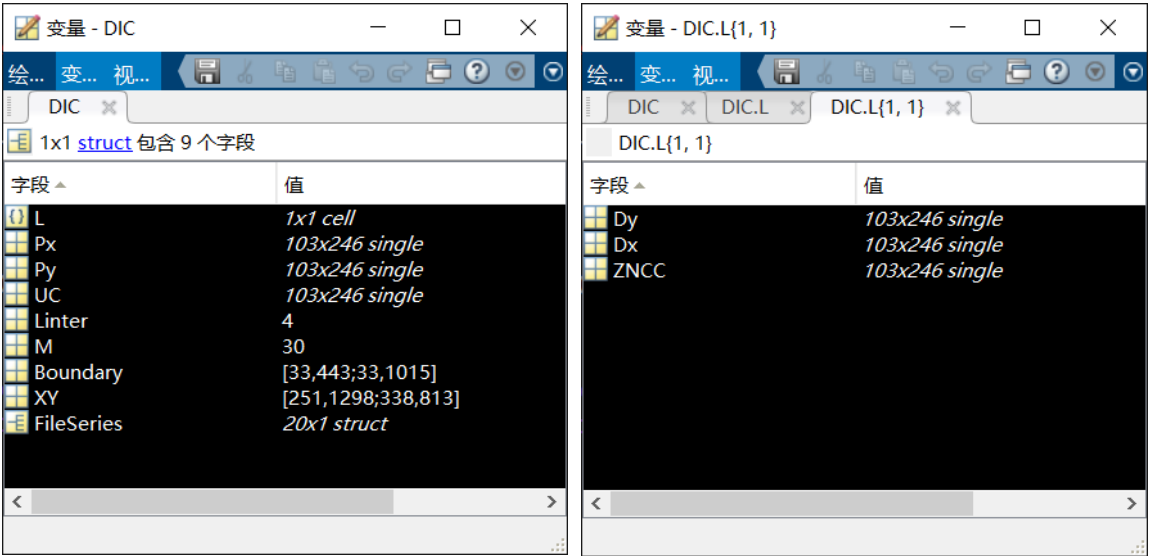 变量 - DIC
绘... 变... 视...
DIC
1x1 struct 包含 9 个字段
字段 值
L 1x1 cell
Px 103x246 single
Py 103x246 single
UC 103x246 single
Linter 4
M 30
Boundary [33,443;33,1015]
XY [251,1298;338,813]
FileSeries 20x1 struct
变量 - DIC.L{1, 1}
绘... 变... 视...
DIC DIC.L DIC.L{1, 1}
DIC.L{1, 1}
字段 值
Dy 103x246 single
Dx 103x246 single
ZNCC 103x246 single